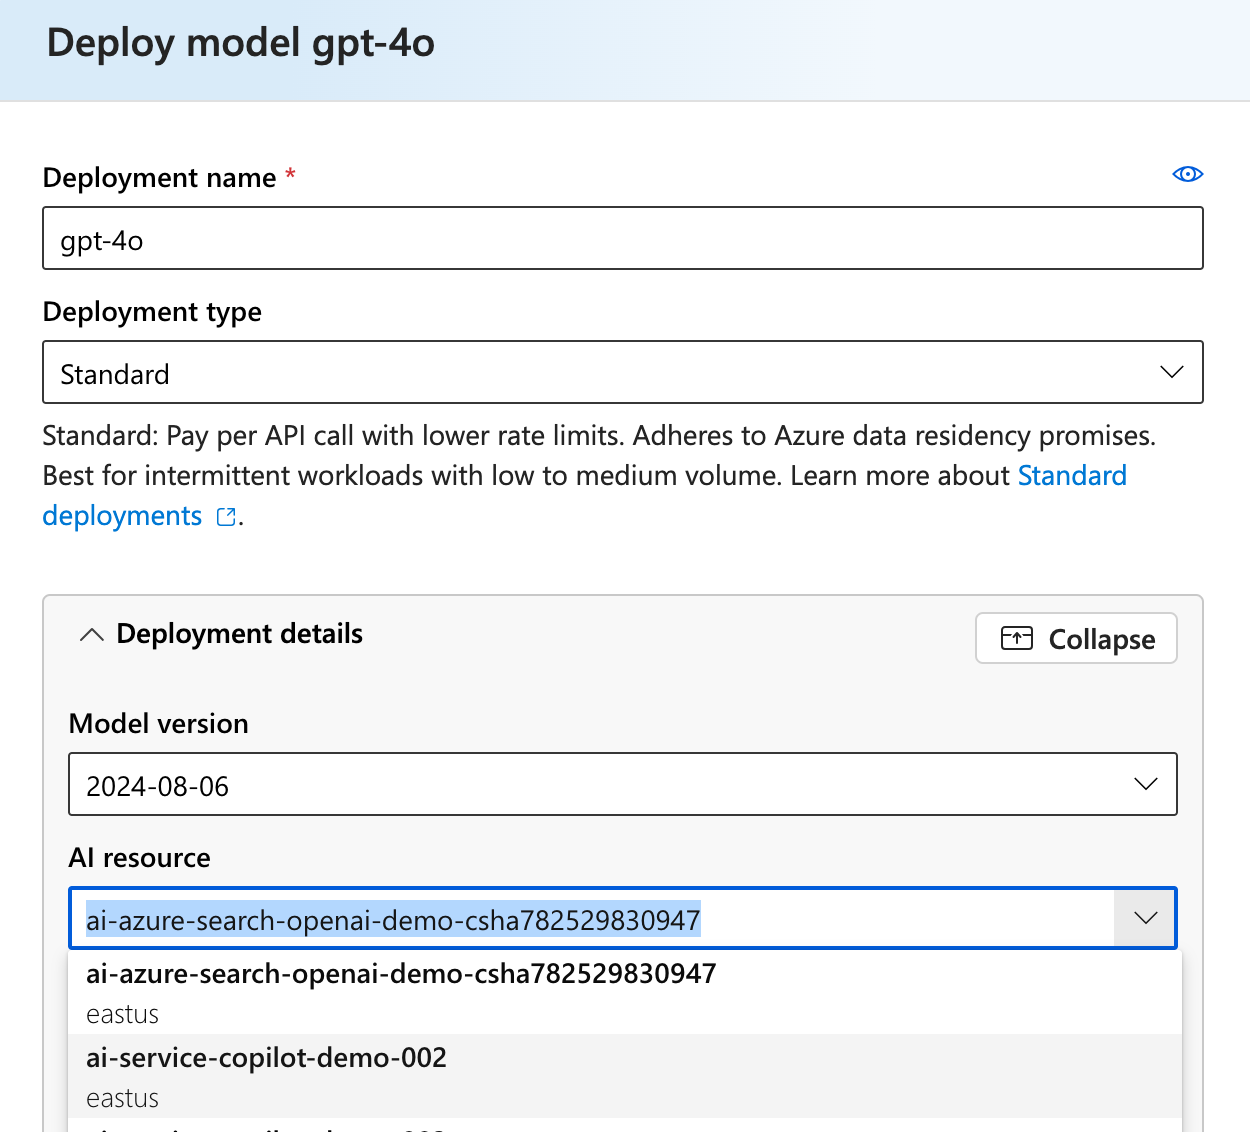 Deploy model gpt-4o
Deployment name *
gpt-4o
Deployment type
Standard
Standard: Pay per API call with lower rate limits. Adheres to Azure data residency promises.
Best for intermittent workloads with low to medium volume. Learn more about Standard
deployments.
Deployment details
Collapse
Model version
2024-08-06
AI resource
ai-azure-search-openai-demo-csha782529830947
ai-azure-search-openai-demo-csha782529830947
eastus
ai-service-copilot-demo-002
eastus